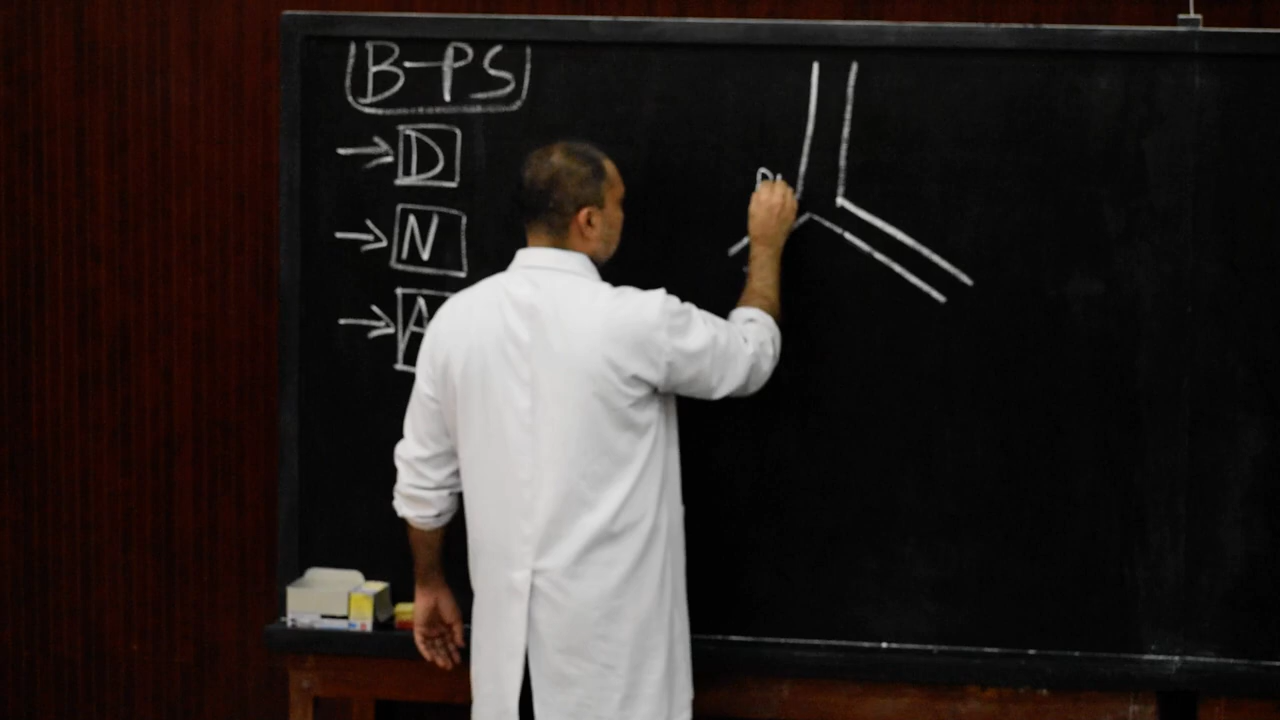 B-PS
→ D
→ N
→ A